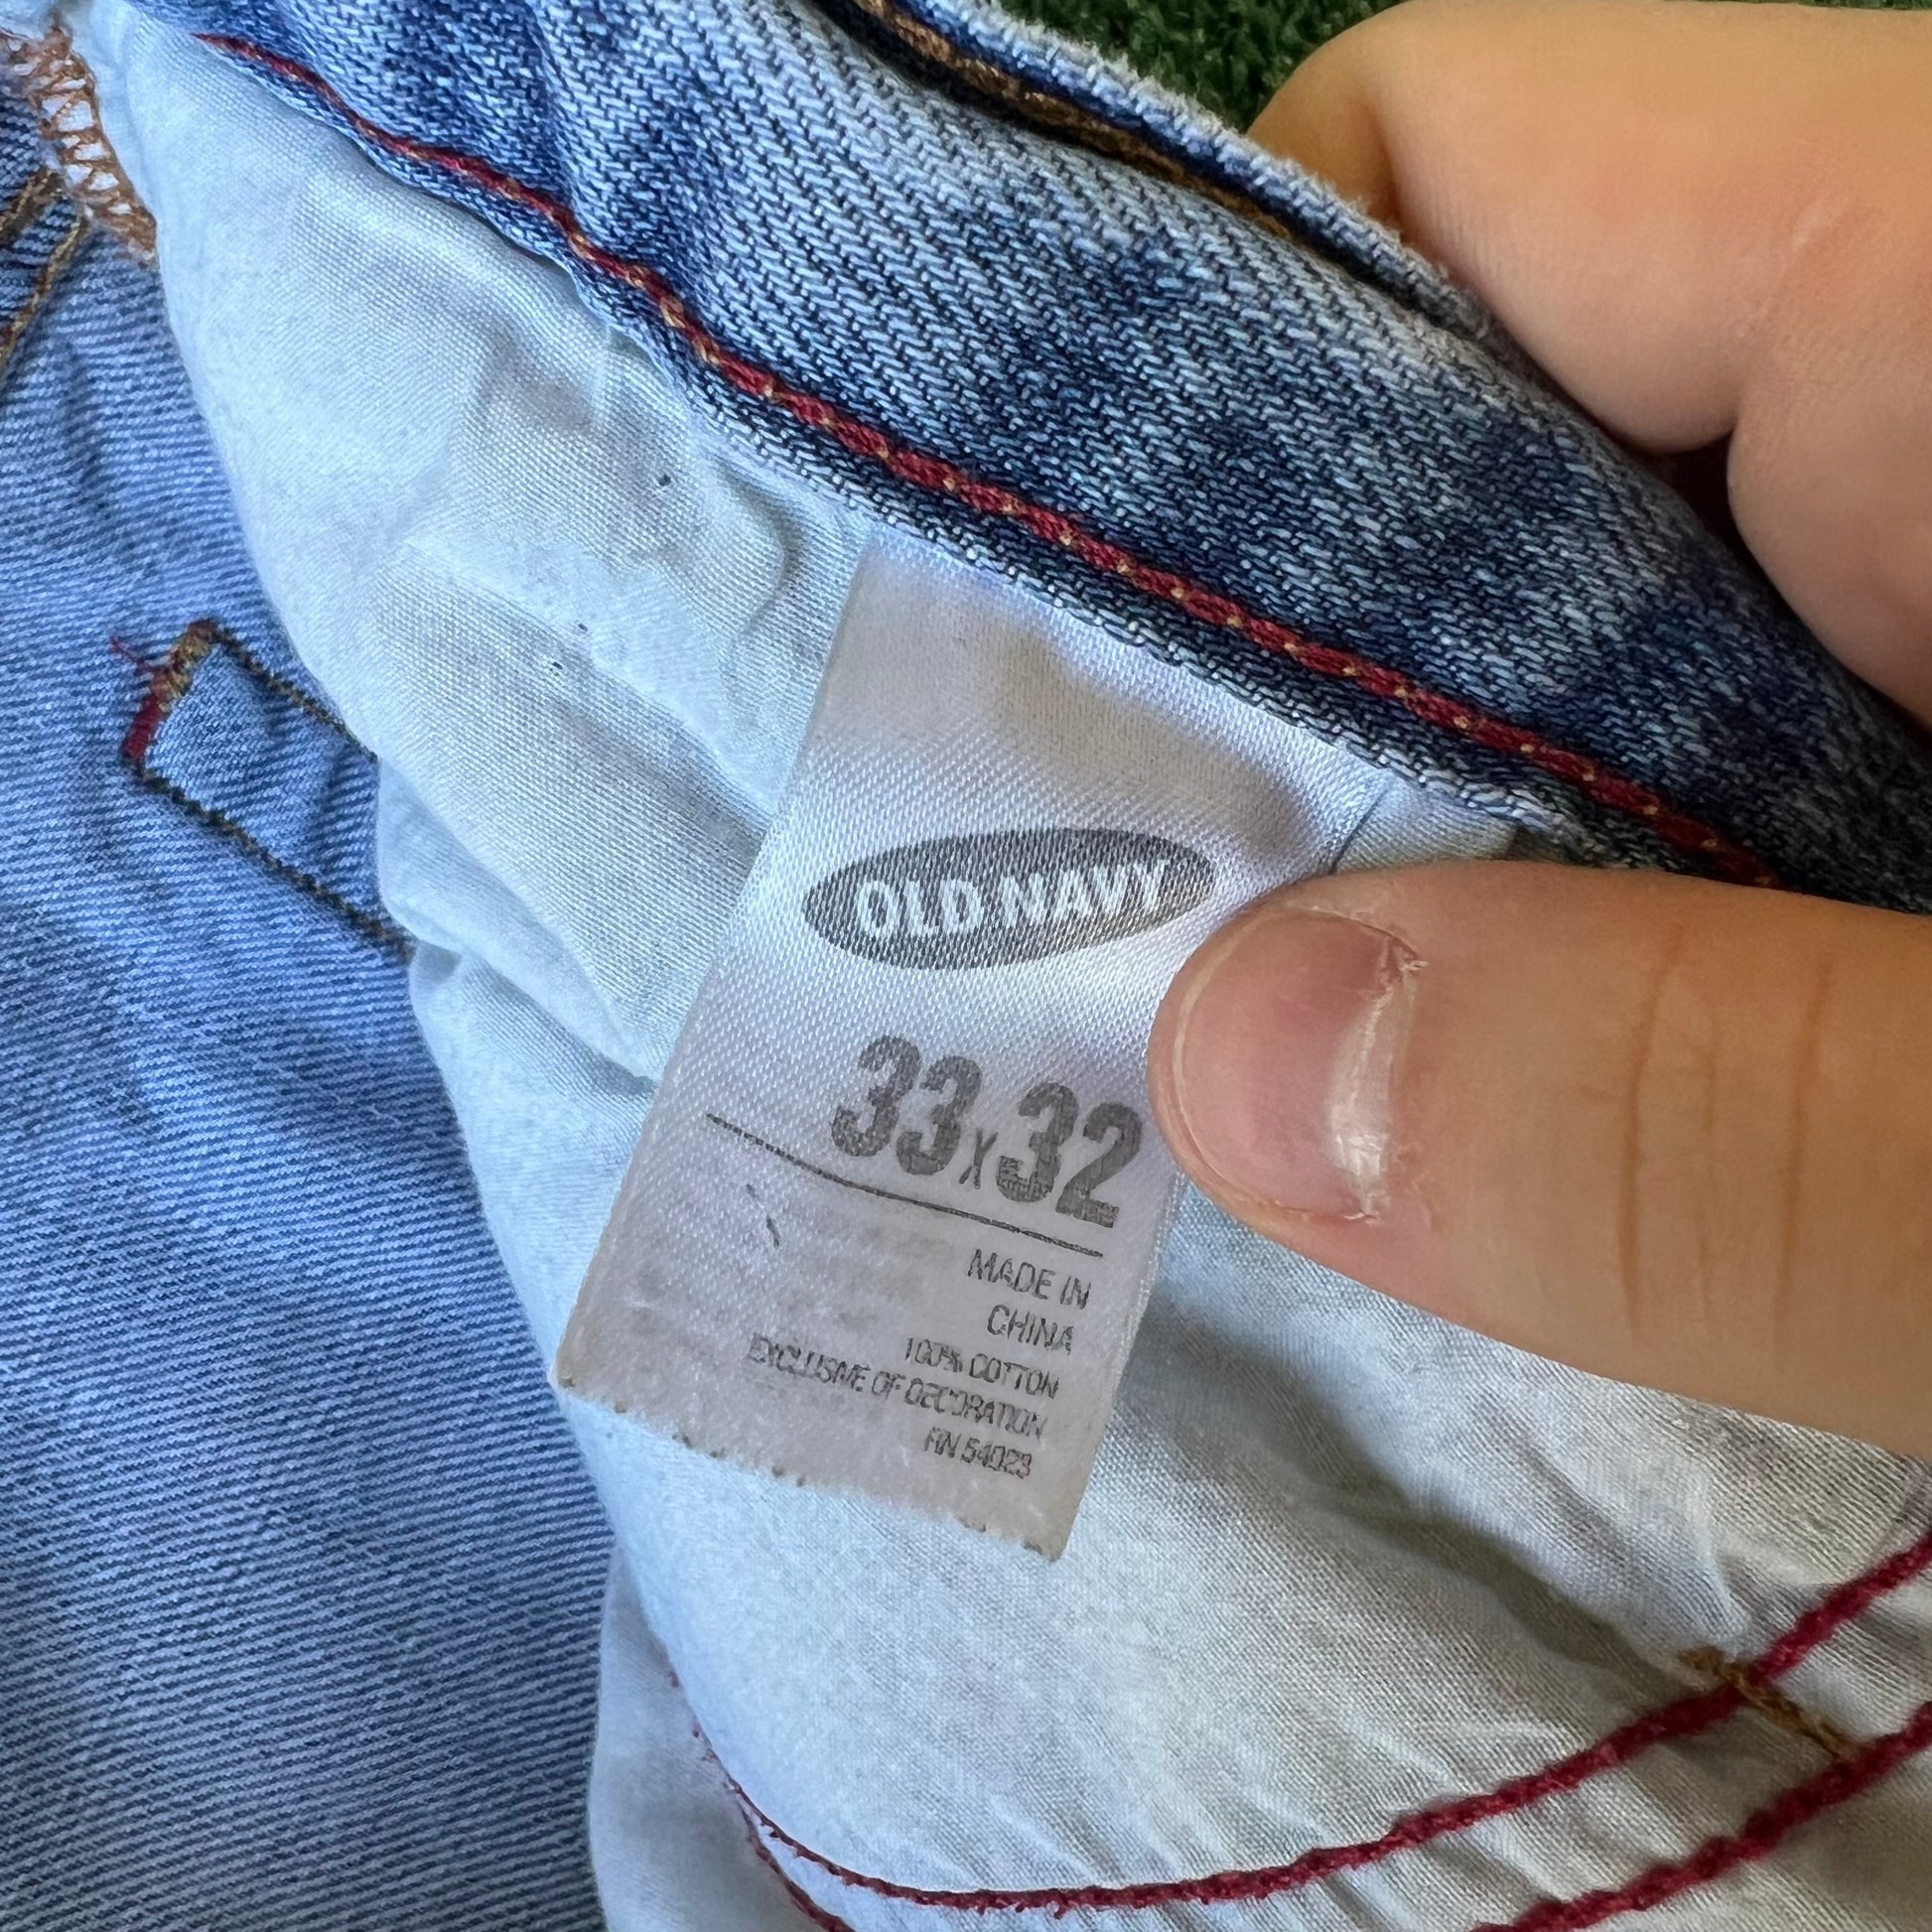 OLD NAVY
33x32
MADE IN
CHINA
100% COTTON
EXCLUSIVE OF DECORATION
RN 54023